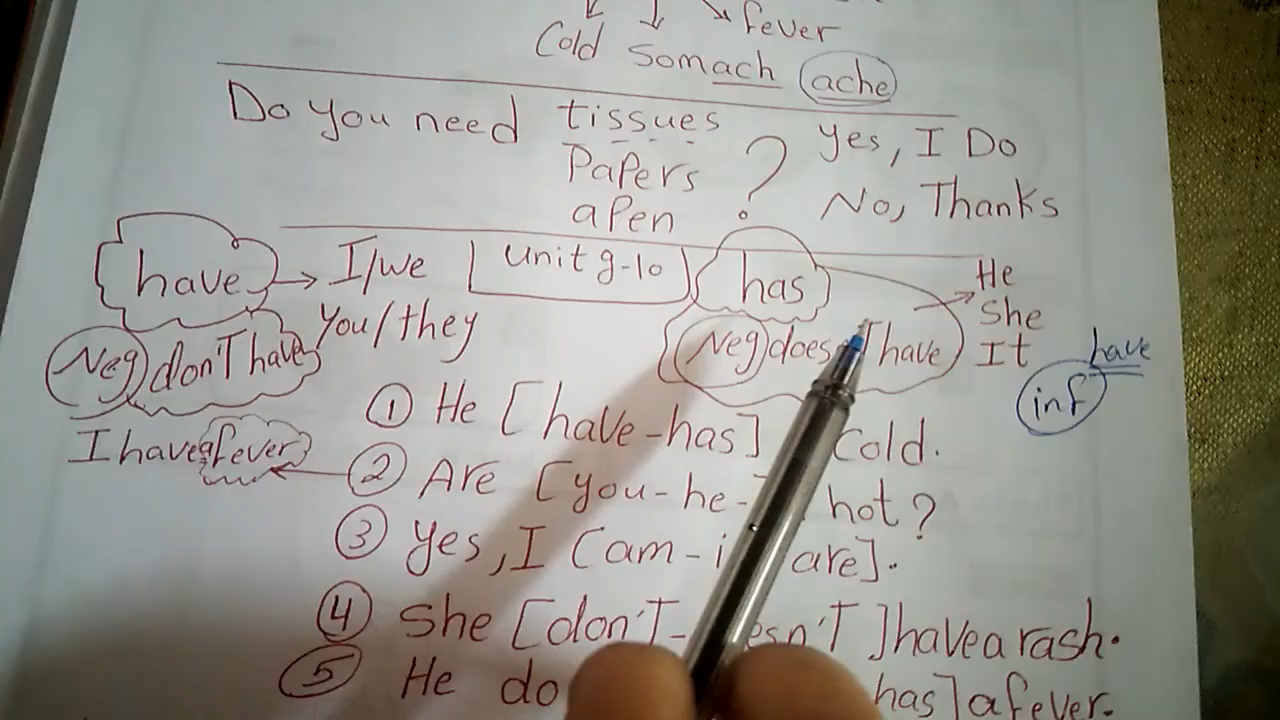 fever
Cold Somach ache
Do you need tissues
Papers
a Pen ?
Yes, I Do
No, Thanks
have → I/we
You/they
Neg don'T have
unit 9-10
has
He
She
It
Neg does T have
have
inf
① He [have-has] Cold.
I have a fever
② Are [you-he- hot?
③ Yes, I [am- are].
④ She [don'T- esn'T ] have a rash.
⑤ He do has] a fever.